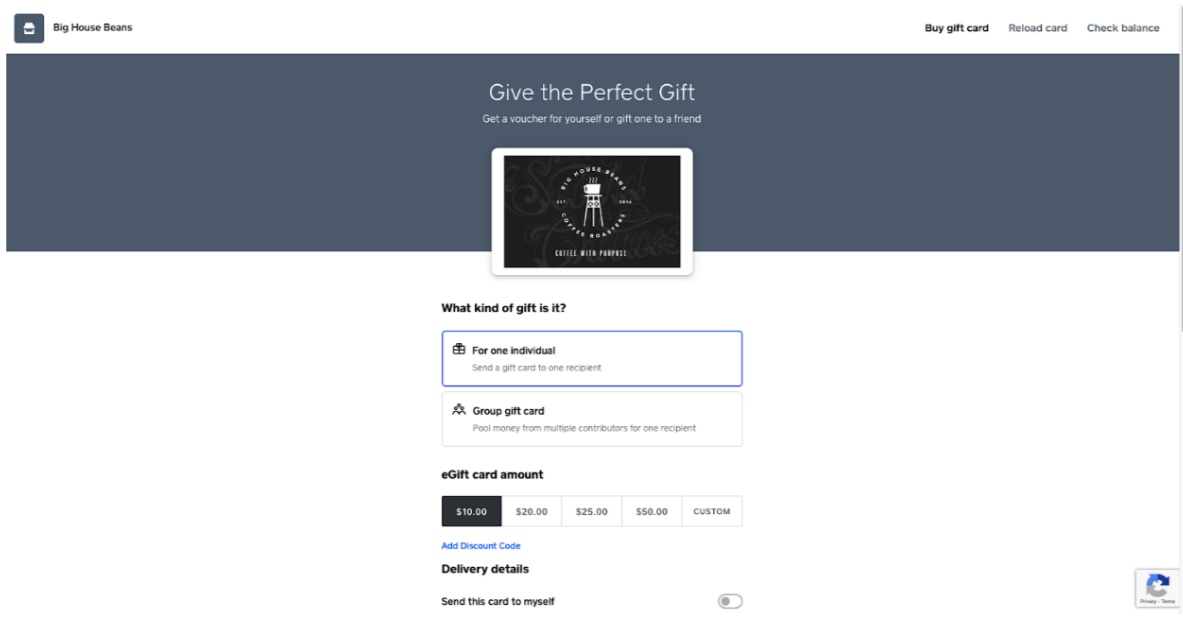 Big House Beans
Buy gift card
Reload card
Check balance
Give the Perfect Gift
Get a voucher for yourself or gift one to a friend
BIG HOUSE BEANS
EST. 2014
COFFEE ROASTERS
COFFEE WITH PURPOSE
What kind of gift is it?
For one individual
Send a gift card to one recipient
Group gift card
Pool money from multiple contributors for one recipient
eGift card amount
$10.00
$20.00
$25.00
$50.00
CUSTOM
Add Discount Code
Delivery details
Send this card to myself
Privacy - Terms